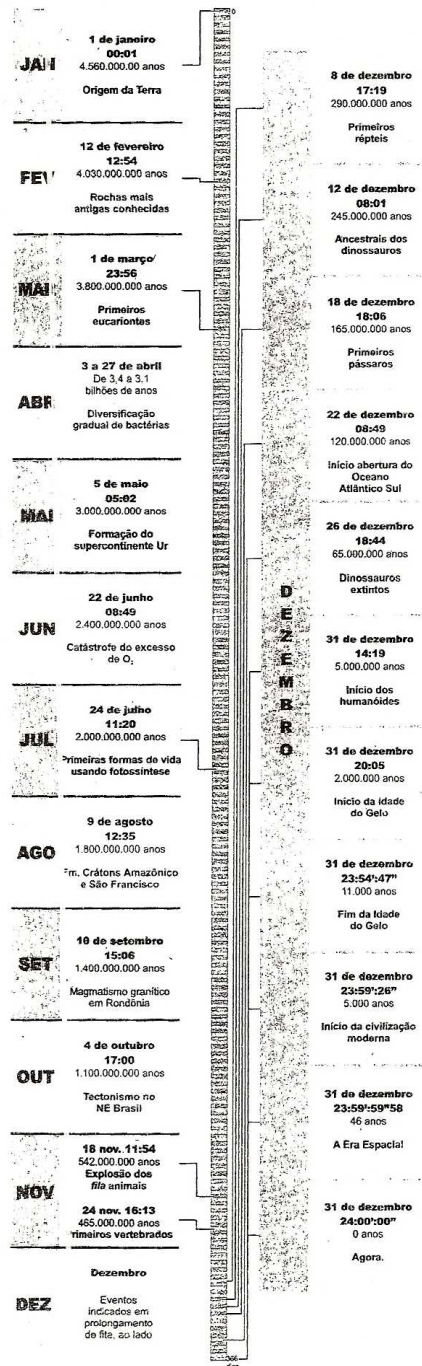 0
JAN
1 de janeiro
00:01
4.560.000.00 anos
Origem da Terra
FEV
12 de fevereiro
12:54
4.030.000.000 anos
Rochas mais
antigas conhecidas
MAR
1 de março
23:56
3.800.000.000 anos
Primeiros
eucariontes
ABR
3 a 27 de abril
De 3,4 a 3,1
bilhões de anos
Diversificação
gradual de bactérias
MAI
5 de maio
05:02
3.000.000.000 anos
Formação do
supercontinente Ur
JUN
22 de junho
08:49
2.400.000.00 anos
Catástrofe do excesso
de O₂
JUL
24 de julho
11:20
2.000.000.000 anos
Primeiras formas de vida
usando fotossíntese
AGO
9 de agosto
12:35
1.800.000.000 anos
Fm. Crátons Amazônico
e São Francisco
SET
10 de setembro
15:06
1.400.000.000 anos
Magmatismo granítico
em Rondônia
OUT
4 de outubro
17:00
1.100.000.000 anos
Tectonismo no
NE Brasil
NOV
18 nov. 11:54
542.000.000 anos
Explosão dos
fila animais
24 nov. 16:13
465.000.000 anos
rimeiros vertebrados
DEZ
Dezembro
Eventos
indicados em
prolongamento
de fita, ao lado
DEZEMBRO
8 de dezembro
17:19
290.000.000 anos
Primeiros
répteis
12 de dezembro
08:01
245.000.000 anos
Ancestrais dos
dinossauros
18 de dezembro
18:06
165.000.000 anos
Primeiros
pássaros
22 de dezembro
08:49
120.000.000 anos
Início abertura do
Oceano
Atlântico Sul
26 de dezembro
18:44
65.000.000 anos
Dinossauros
extintos
31 de dezembro
14:19
5.000.000 anos
Início dos
humanóides
31 de dezembro
20:05
2.000.000 anos
Início da Idade
do Gelo
31 de dezembro
23:54':47"
11.000 anos
Fim da Idade
do Gelo
31 de dezembro
23:59':26"
5.000 anos
Início da civilização
moderna
31 de dezembro
23:59':59"58
46 anos
A Era Espacial
31 de dezembro
24:00':00"
0 anos
Agora.
366